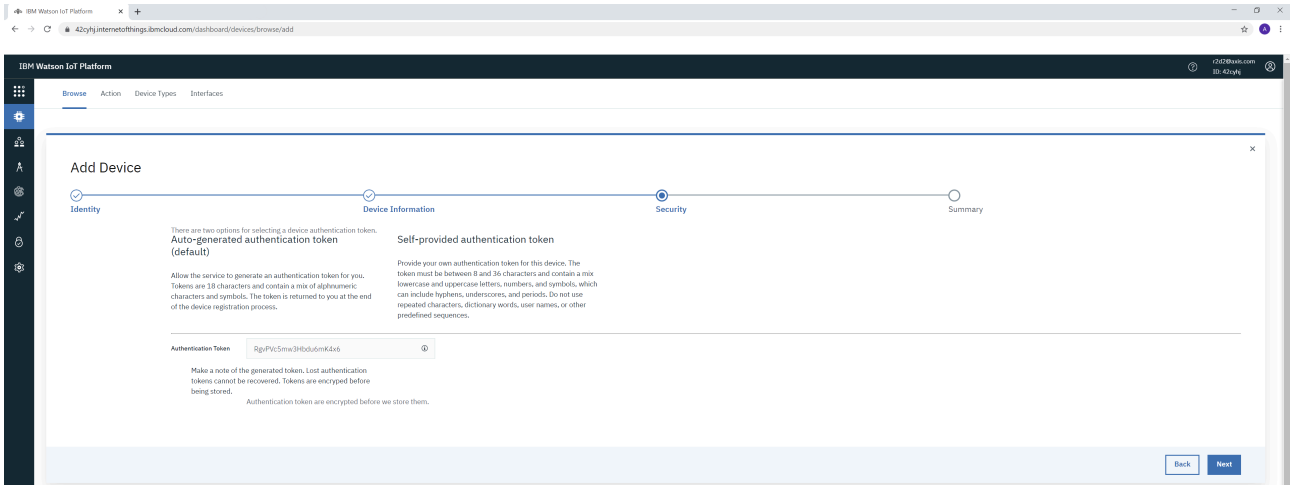 IBM Watson IoT Platform
42cyhj.internetofthings.ibmcloud.com/dashboard/devices/browse/add
IBM Watson IoT Platform
r2d2@axis.com
ID: 42cyhj
Browse Action Device Types Interfaces
Add Device
Identity Device Information Security Summary
There are two options for selecting a device authentication token.
Auto-generated authentication token
(default)
Allow the service to generate an authentication token for you.
Tokens are 18 characters and contain a mix of alphnumeric
characters and symbols. The token is returned to you at the end
of the device registration process.
Self-provided authentication token
Provide your own authentication token for this device. The
token must be between 8 and 36 characters and contain a mix
lowercase and uppercase letters, numbers, and symbols, which
can include hyphens, underscores, and periods. Do not use
repeated characters, dictionary words, user names, or other
predefined sequences.
Authentication Token RgvPVc5mw3Hbdu6mK4x6
Make a note of the generated token. Lost authentication
tokens cannot be recovered. Tokens are encryped before
being stored.
Authentication token are encrypted before we store them.
Back Next